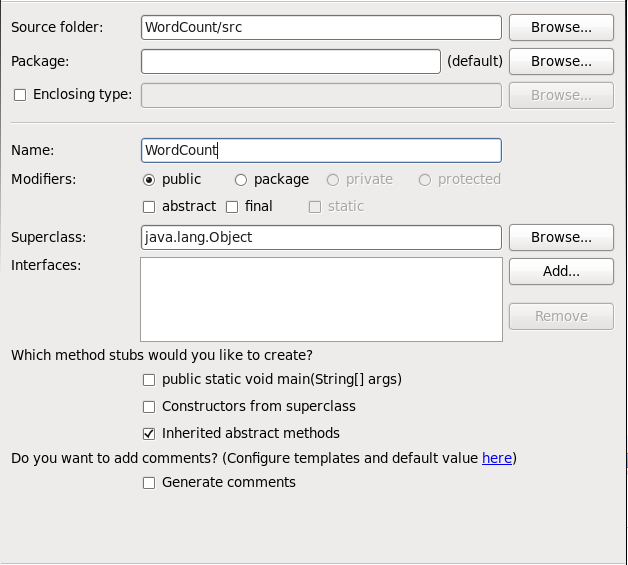 Source folder: WordCount/src Browse...
Package: (default) Browse...
Enclosing type: Browse...
Name: WordCount
Modifiers: public package private protected
abstract final static
Superclass: java.lang.Object Browse...
Interfaces: Add...
Remove
Which method stubs would you like to create?
public static void main(String[] args)
Constructors from superclass
Inherited abstract methods
Do you want to add comments? (Configure templates and default value here)
Generate comments